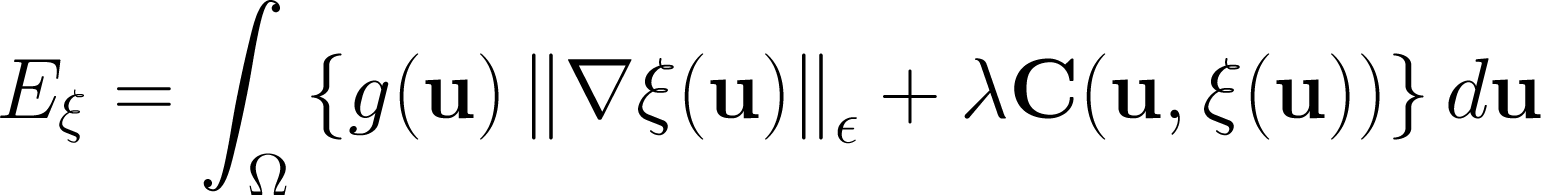 E_ξ = ∫_Ω {g(𝐮) ‖∇ξ(𝐮)‖_ϵ + λ𝐂(𝐮, ξ(𝐮))} d𝐮